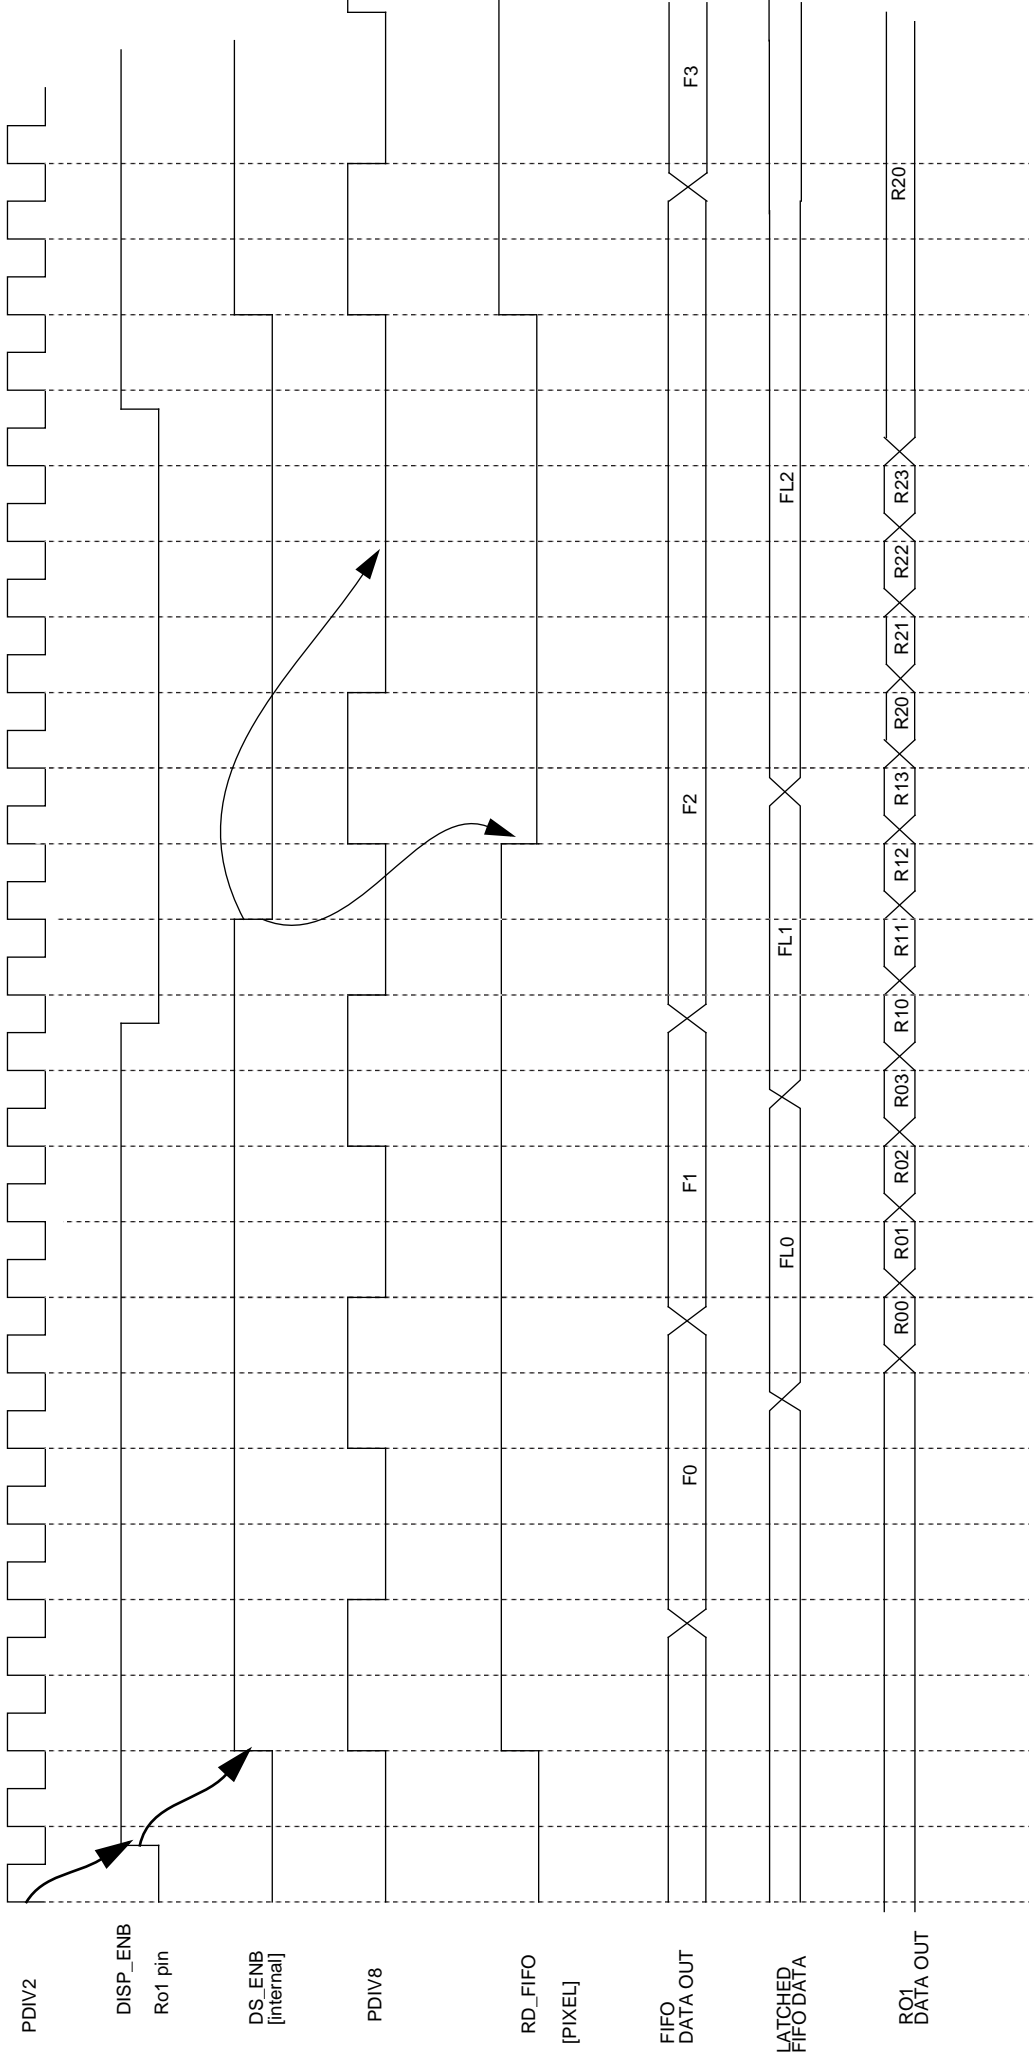 PDIV2
DISP_ENB
Ro1 pin
DS_ENB
[internal]
PDIV8
RD_FIFO
[PIXEL]
FIFO
DATA OUT
F0
F1
F2
F3
LATCHED
FIFO DATA
FL0
FL1
FL2
RO1
DATA OUT
R00
R01
R02
R03
R10
R11
R12
R13
R20
R21
R22
R23
R20